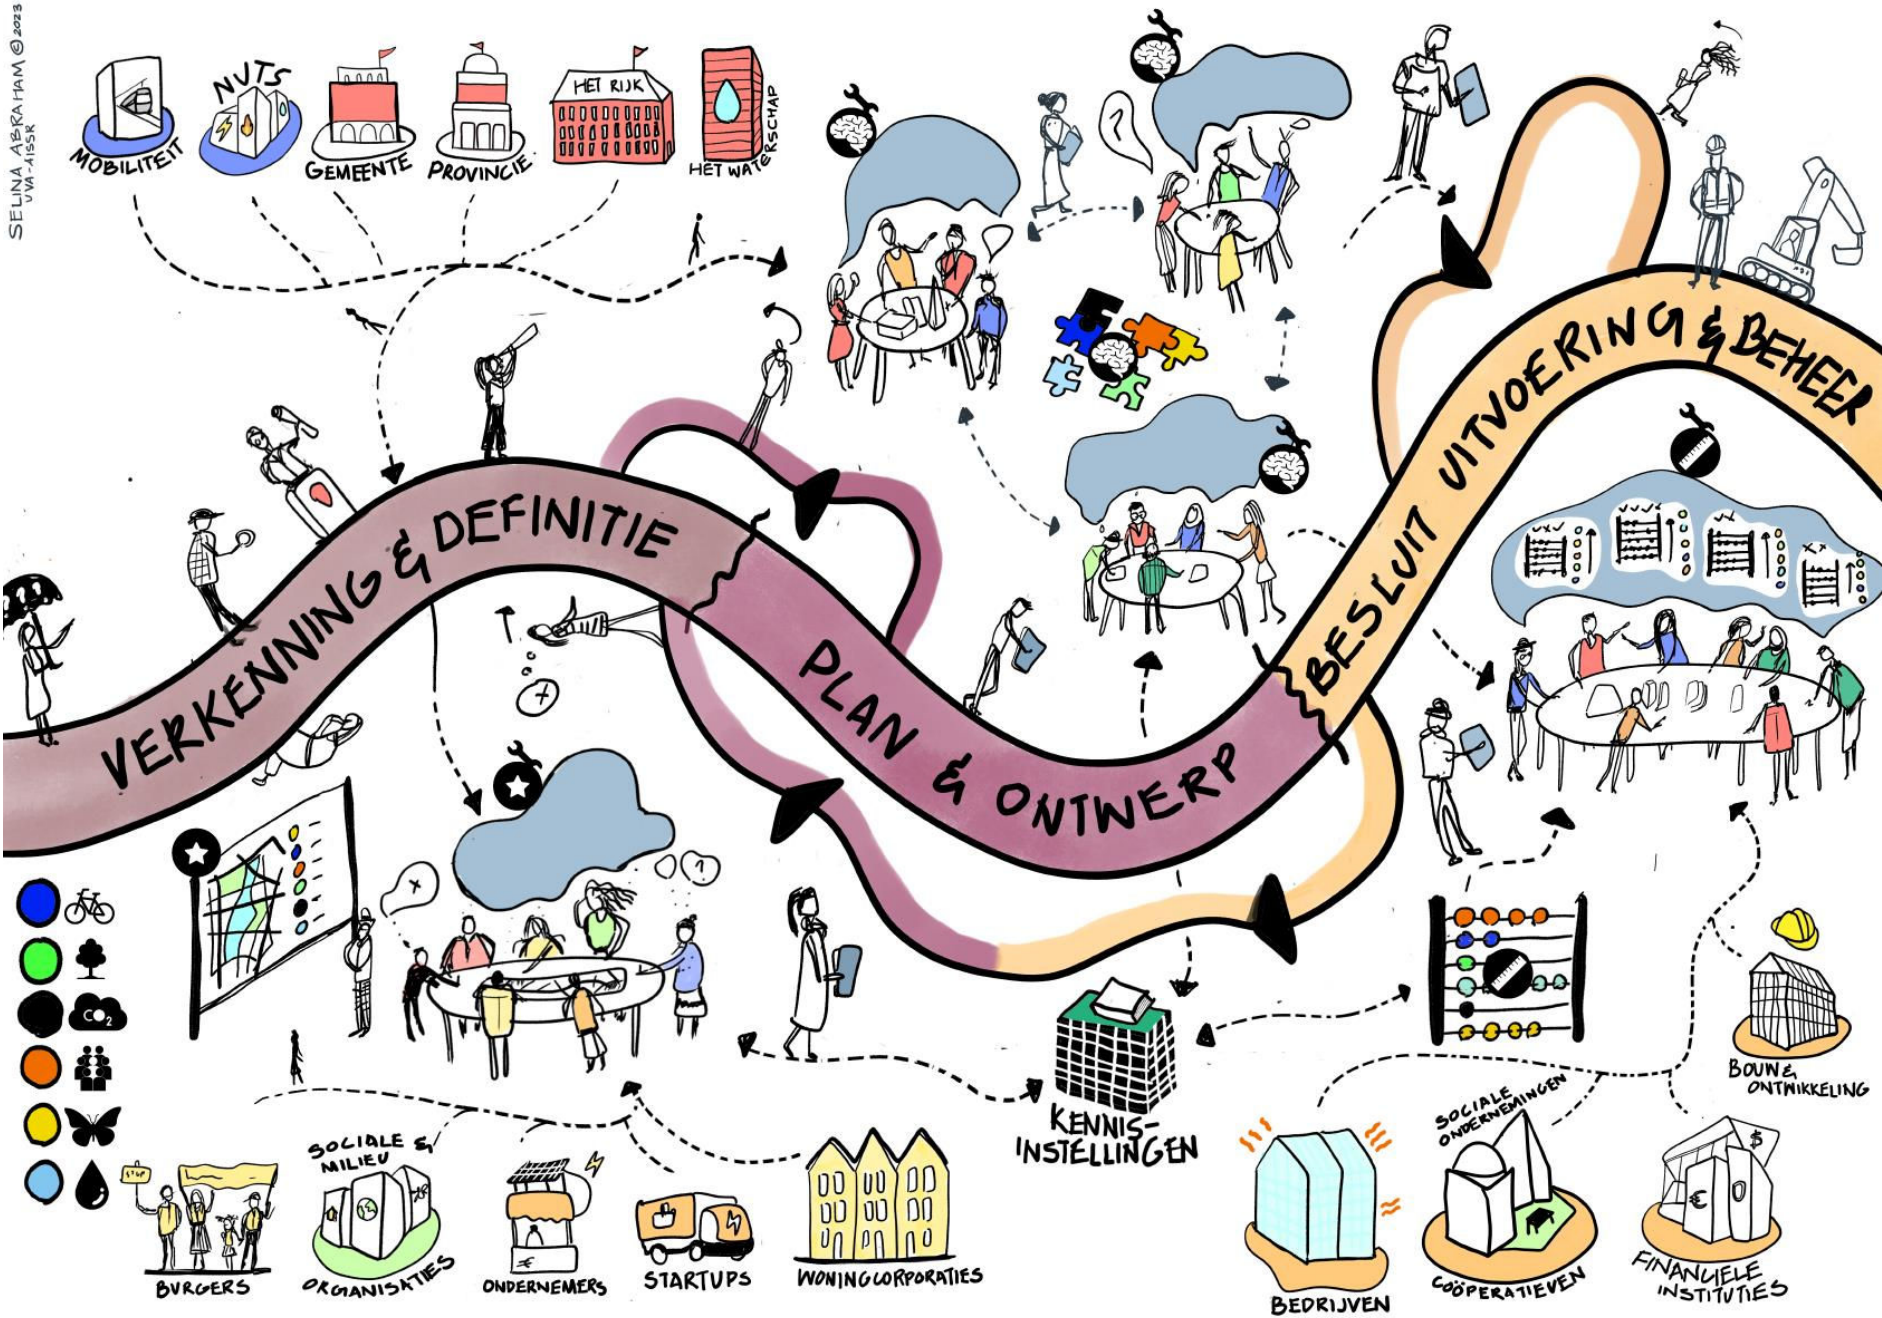 SELINA ABRAHAM © 2023
UVA-AISSR
MOBILITEIT
NUTS
GEMEENTE
PROVINCIE
HET RIJK
HET WATERSCHAP
VERKENNING & DEFINITIE
PLAN & ONTWERP
BESLUIT UITVOERING & BEHEER
?
+
x
?
CO2
STOP
BURGERS
SOCIALE &
MILIEU
ORGANISATIES
€
ONDERNEMERS
STARTUPS
WONINGCORPORATIES
KENNIS-
INSTELLINGEN
BEDRIJVEN
SOCIALE
ONDERNEMINGEN
COÖPERATIEVEN
$
€
FINANCIELE
INSTITUTIES
BOUW &
ONTWIKKELING